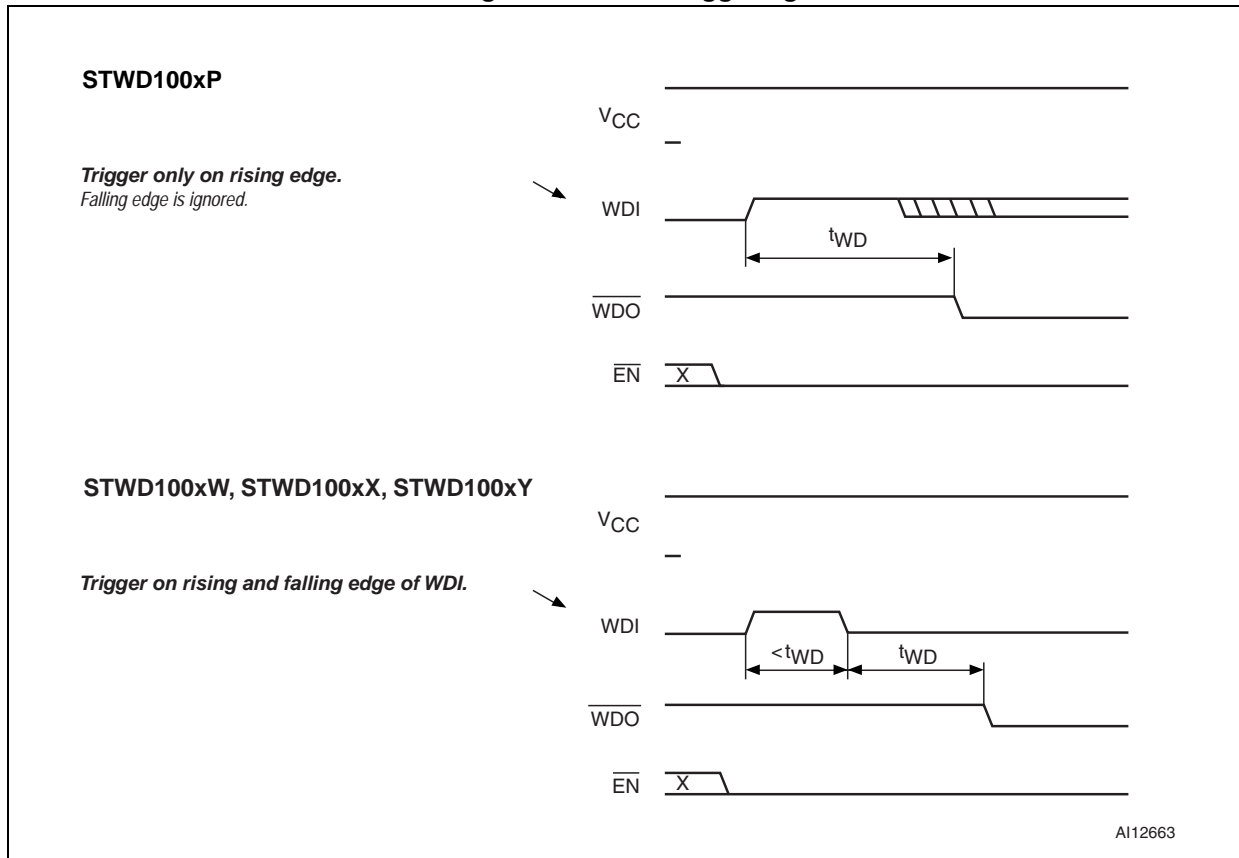 STWD100xP
VCC
Trigger only on rising edge.
Falling edge is ignored.
WDI
tWD
WDO
EN
X
STWD100xW, STWD100xX, STWD100xY
VCC
Trigger on rising and falling edge of WDI.
WDI
<tWD
tWD
WDO
EN
X
AI12663